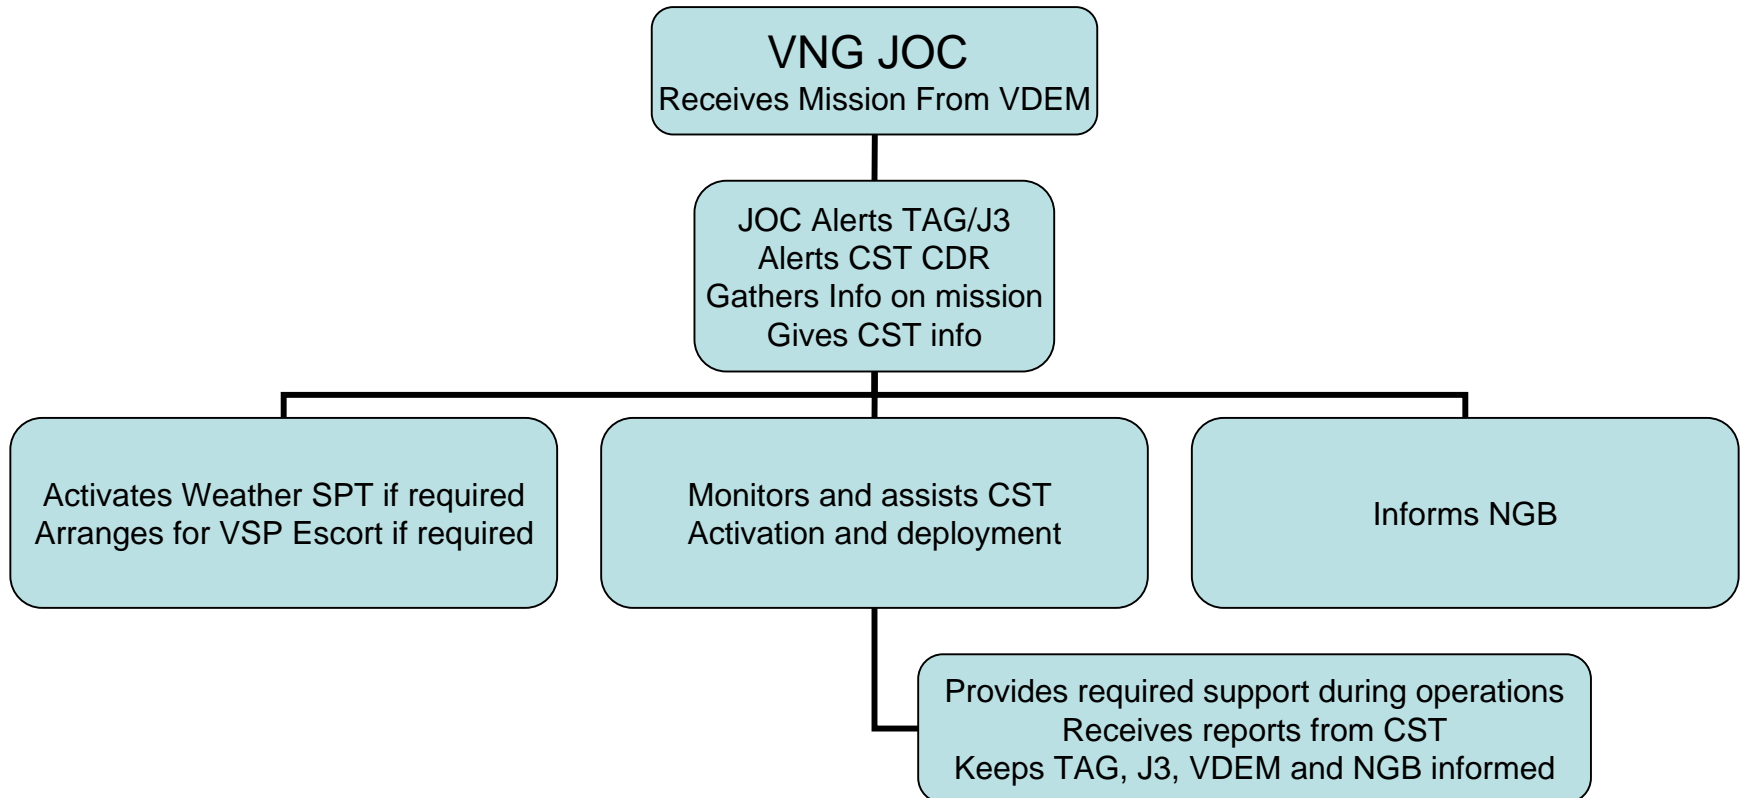 VNG JOC
Receives Mission From VDEM
JOC Alerts TAG/J3
Alerts CST CDR
Gathers Info on mission
Gives CST info
Activates Weather SPT if required
Arranges for VSP Escort if required
Monitors and assists CST
Activation and deployment
Informs NGB
Provides required support during operations
Receives reports from CST
Keeps TAG, J3, VDEM and NGB informed